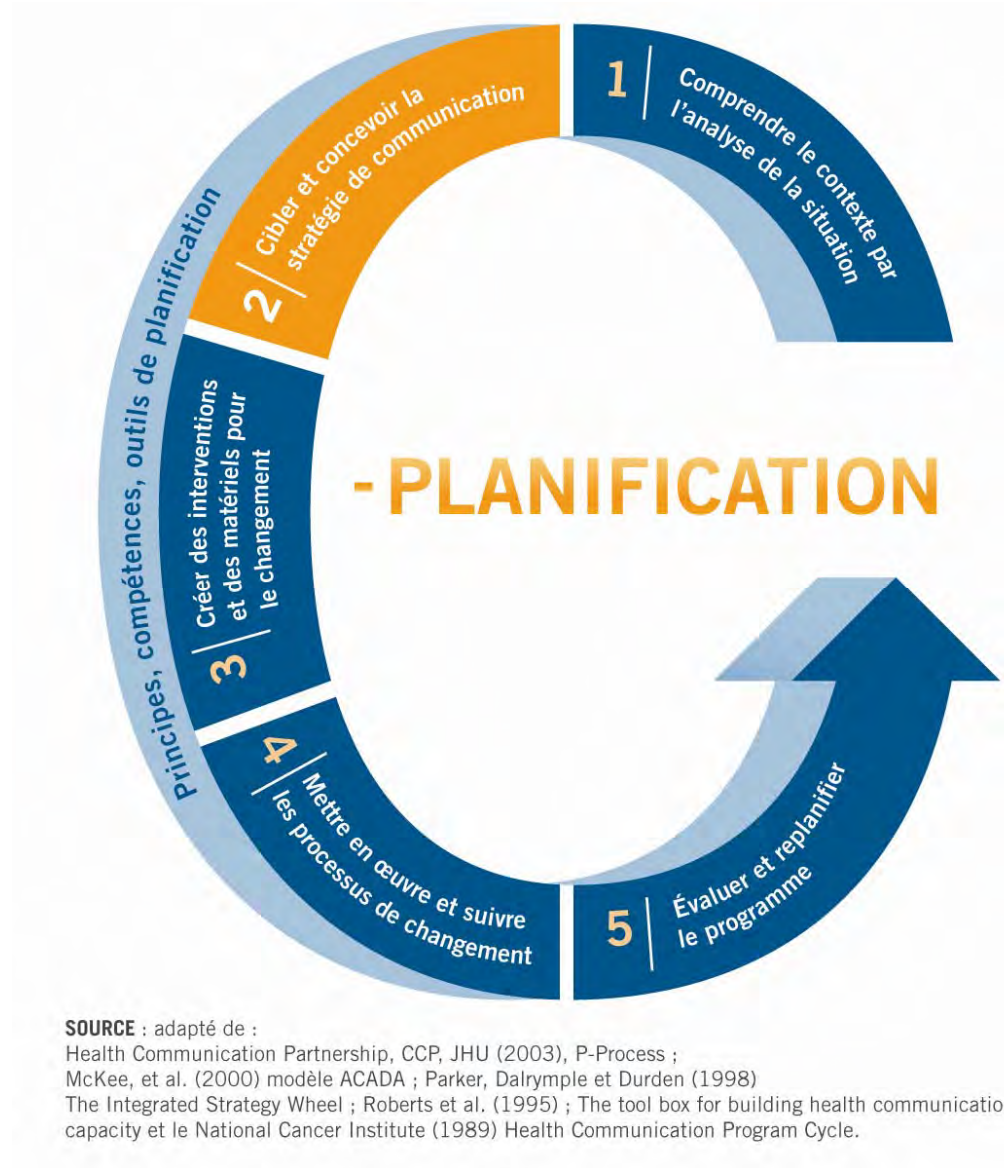 1
Comprendre le contexte par
l'analyse de la situation
2
Cibler et concevoir la
stratégie de communication
3
Créer des interventions
et des matériels pour
le changement
4
Mettre en œuvre et suivre
les processus de changement
5
Évaluer et replanifier
le programme
Principes, compétences, outils de planification
- PLANIFICATION
SOURCE : adapté de :
Health Communication Partnership, CCP, JHU (2003), P-Process ;
McKee, et al. (2000) modèle ACADA ; Parker, Dalrymple et Durden (1998)
The Integrated Strategy Wheel ; Roberts et al. (1995) ; The tool box for building health communicatio
capacity et le National Cancer Institute (1989) Health Communication Program Cycle.